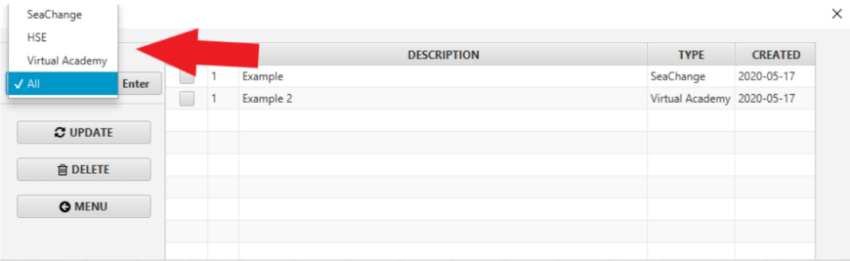 SeaChange
HSE
Virtual Academy
✓ All
Enter
UPDATE
DELETE
MENU
DESCRIPTION TYPE CREATED
1 Example SeaChange 2020-05-17
1 Example 2 Virtual Academy 2020-05-17